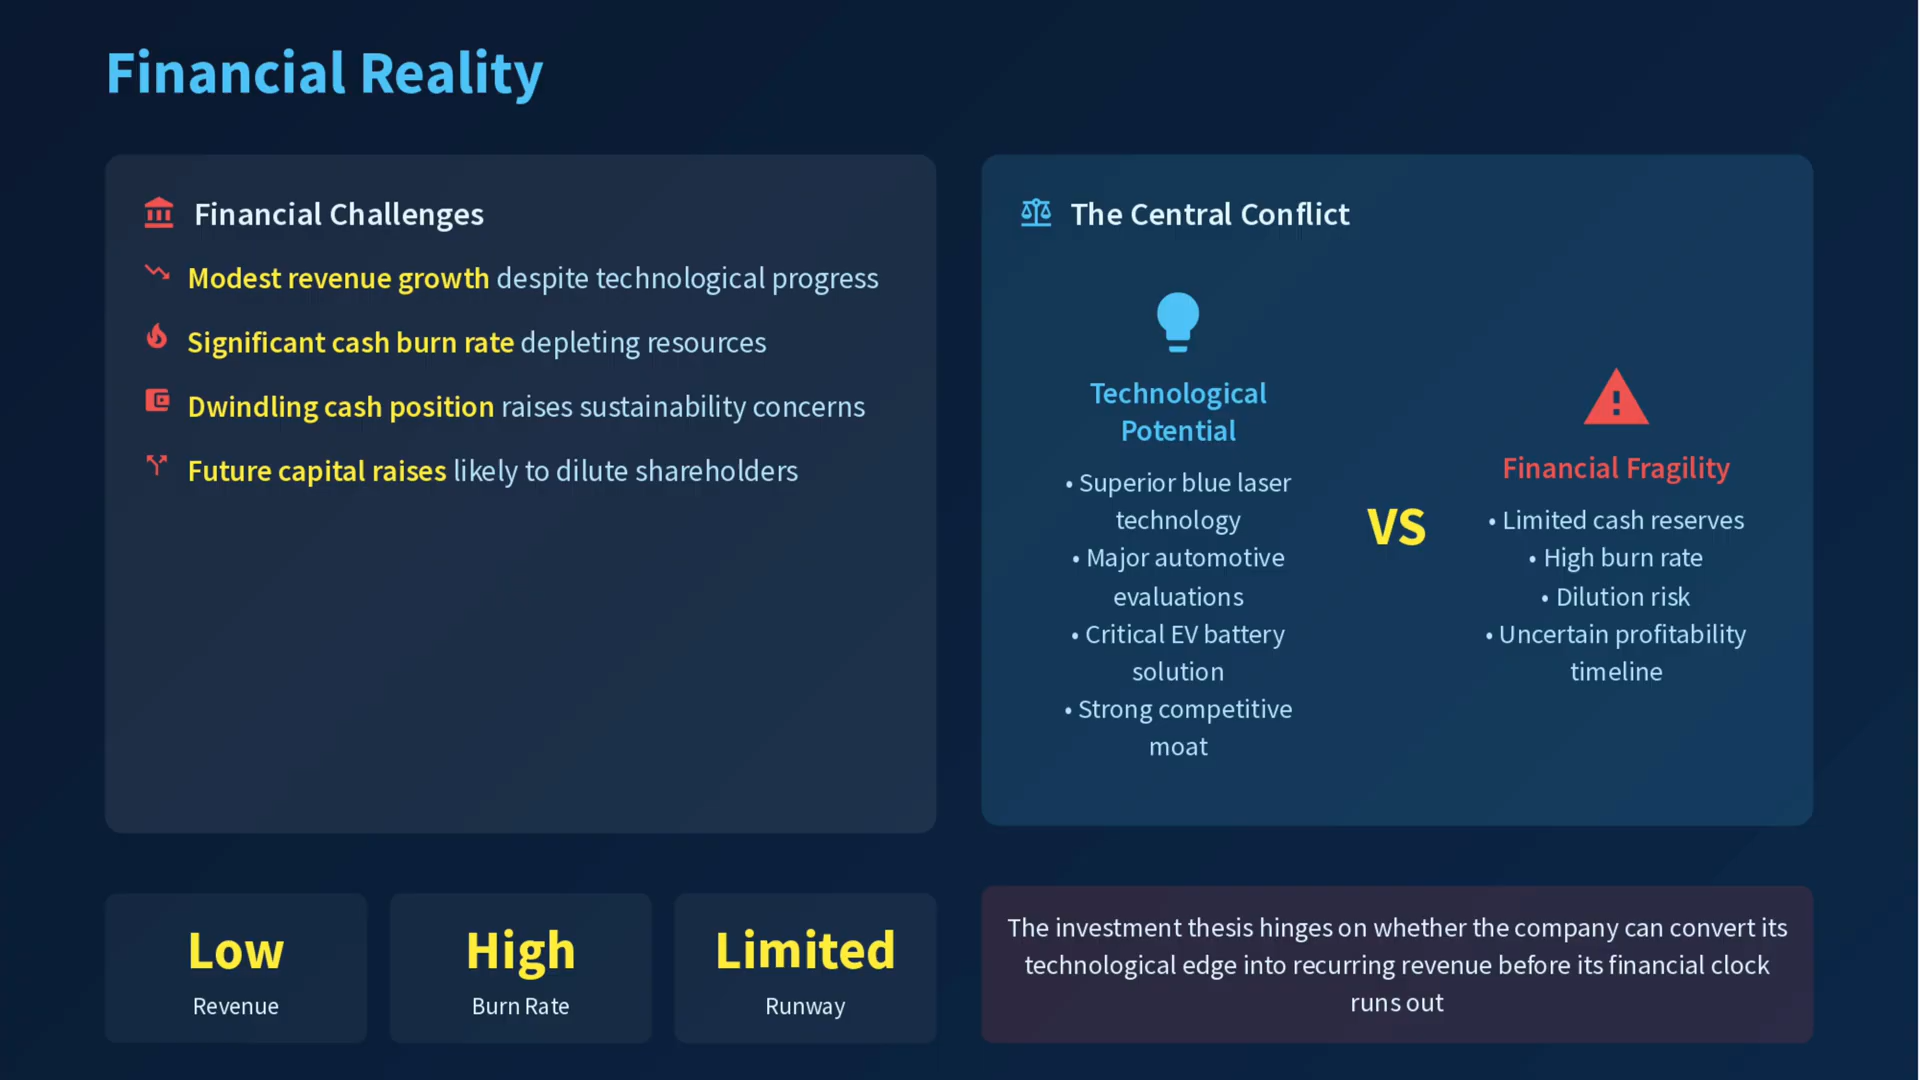 Financial Reality
Financial Challenges
Modest revenue growth despite technological progress
Significant cash burn rate depleting resources
Dwindling cash position raises sustainability concerns
Future capital raises likely to dilute shareholders
Low
Revenue
High
Burn Rate
Limited
Runway
The Central Conflict
Technological
Potential
• Superior blue laser
technology
• Major automotive
evaluations
• Critical EV battery
solution
• Strong competitive
moat
VS
Financial Fragility
• Limited cash reserves
• High burn rate
• Dilution risk
• Uncertain profitability
timeline
The investment thesis hinges on whether the company can convert its
technological edge into recurring revenue before its financial clock
runs out